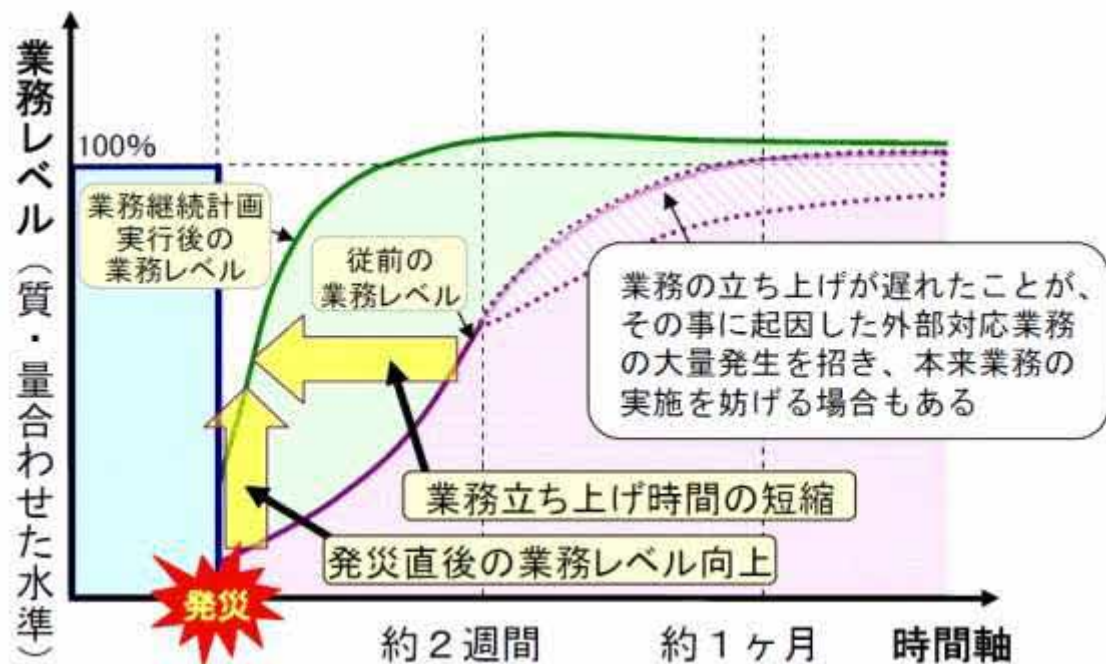 業務レベル（質・量合わせた水準）
100%
業務継続計画
実行後の
業務レベル
従前の
業務レベル
業務の立ち上げが遅れたことが、
その事に起因した外部対応業務
の大量発生を招き、本来業務の
実施を妨げる場合もある
業務立ち上げ時間の短縮
発災直後の業務レベル向上
発災
約２週間
約１ヶ月
時間軸